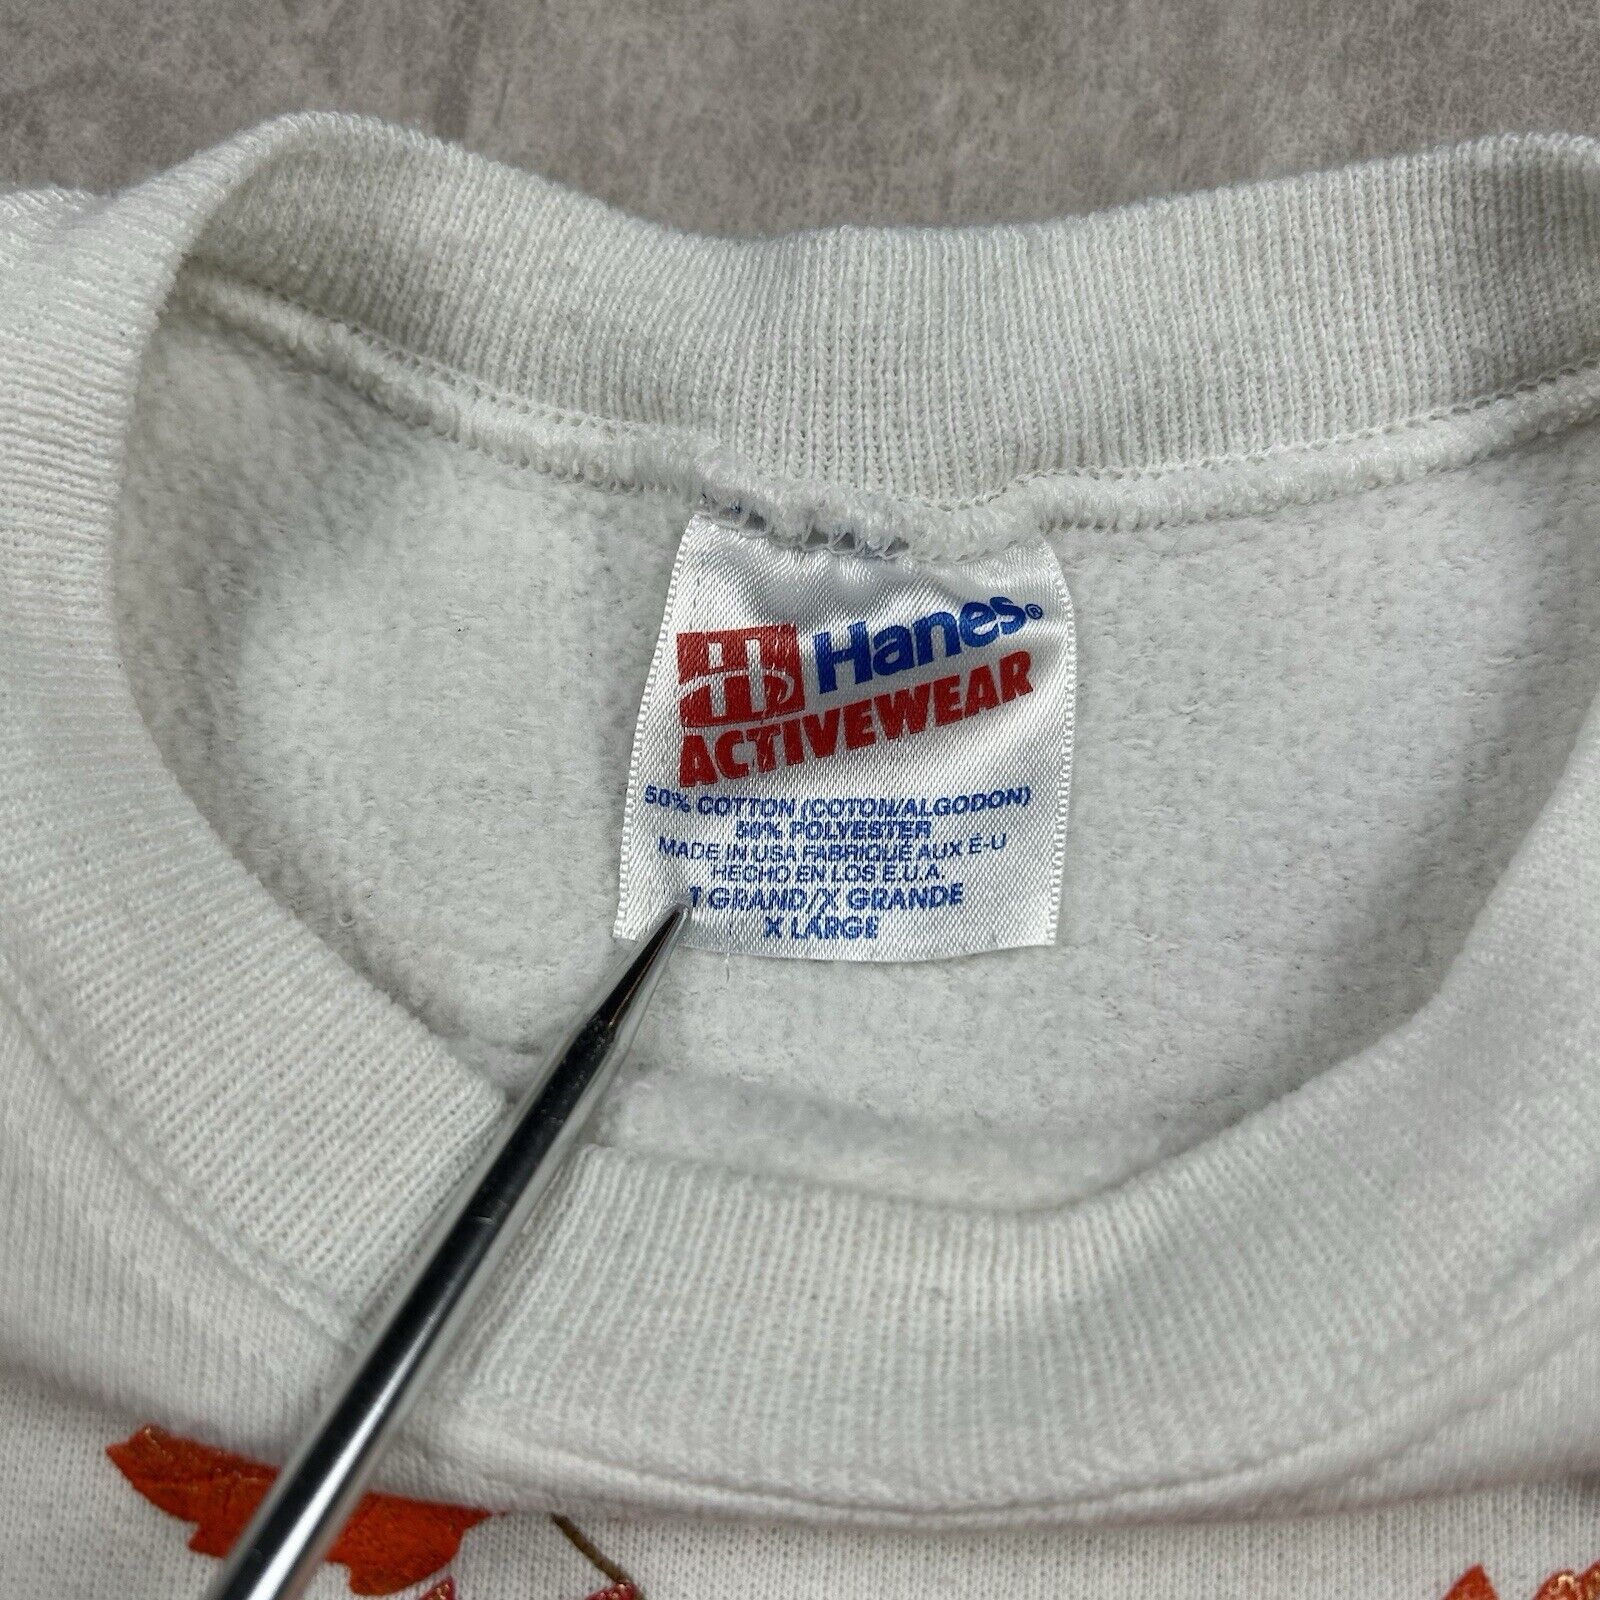 Hanes®
ACTIVEWEAR
50% COTTON (COTON/ALGODON)
50% POLYESTER
MADE IN USA FABRIQUÉ AUX É-U
HECHO EN LOS E.U.A.
T GRAND/X GRANDE
X LARGE